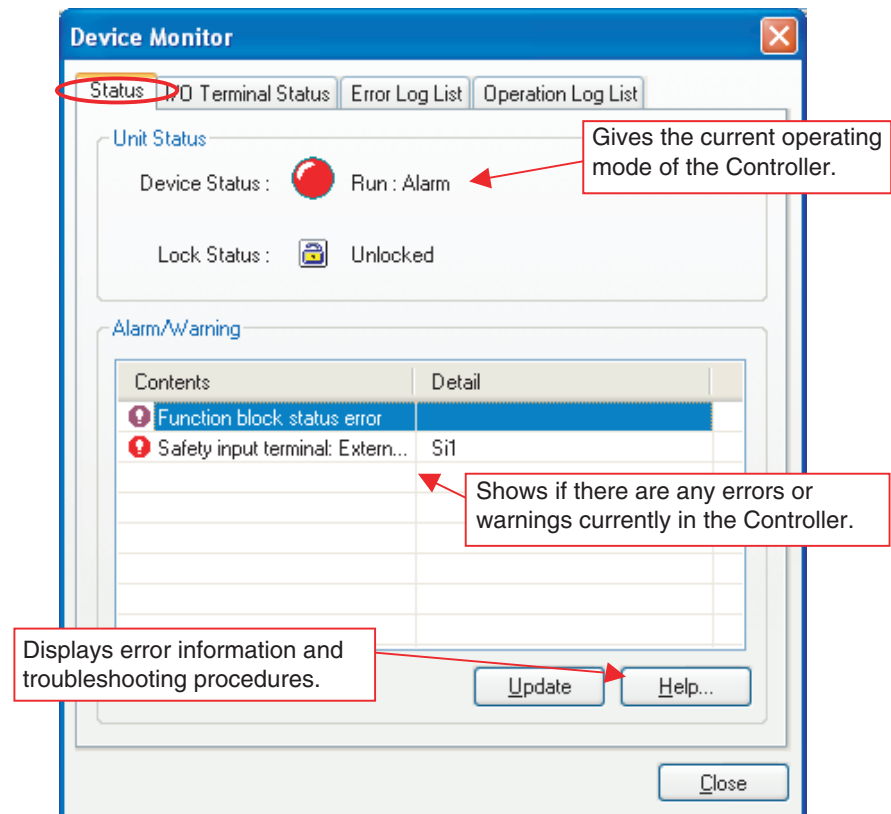 Device Monitor
Status I/O Terminal Status Error Log List Operation Log List
Unit Status
Gives the current operating
mode of the Controller.
Device Status : Run : Alarm
Lock Status : Unlocked
Alarm/Warning
Contents Detail
Function block status error
Safety input terminal: Extern... Si1
Shows if there are any errors or
warnings currently in the Controller.
Displays error information and
troubleshooting procedures.
Update Help...
Close